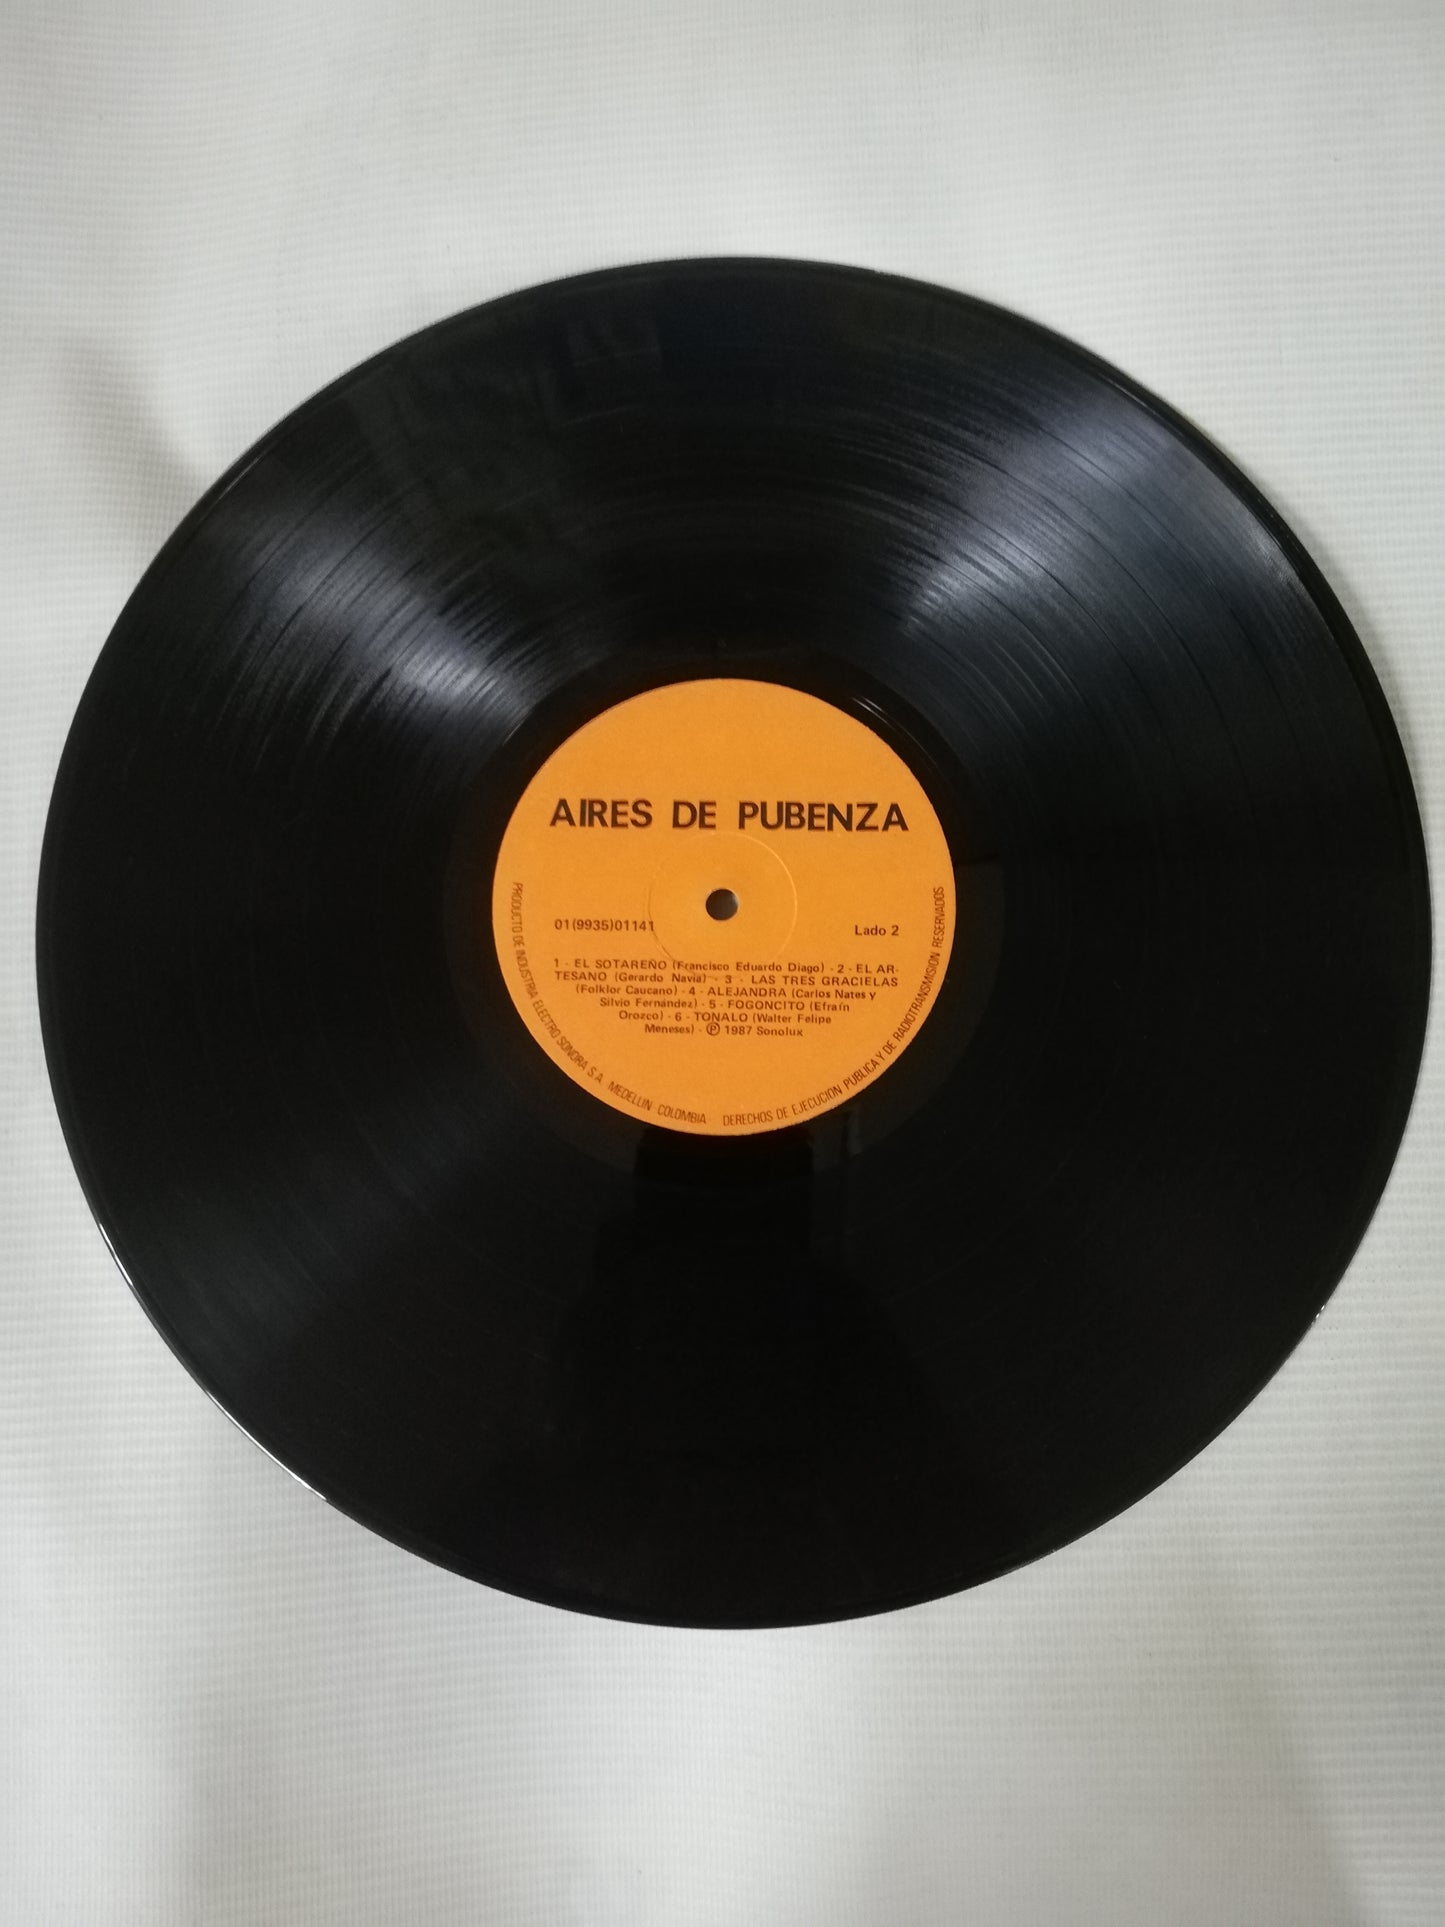 AIRES DE PUBENZA
01(9935)01141
Lado 2
1 - EL SOTAREÑO (Francisco Eduardo Diago) - 2 - EL AR-
TESANO (Gerardo Navia) - 3 - LAS TRES GRACIELAS
(Folklor Caucano) - 4 - ALEJANDRA (Carlos Nates y
Silvio Fernández) - 5 - FOGONCITO (Efraín
Orozco) - 6 - TONALO (Walter Felipe
Meneses) - Ⓟ 1987 Sonolux
PRODUCTO DE INDUSTRIA ELECTRO SONORA S.A. MEDELLIN COLOMBIA - DERECHOS DE EJECUCION PUBLICA Y DE RADIOTRANSMISION RESERVADOS